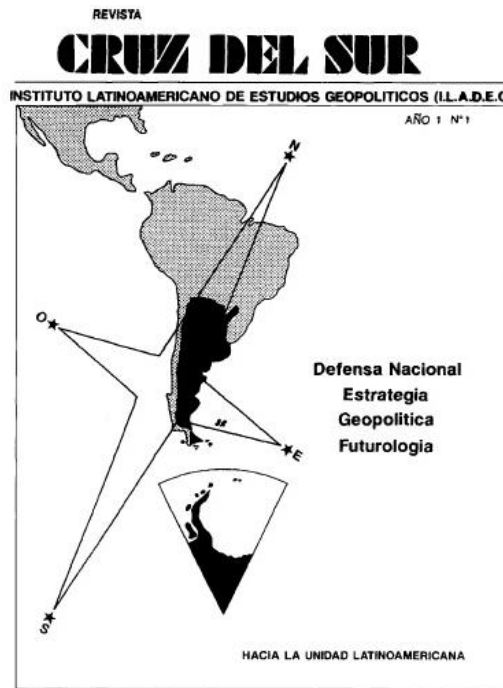 REVISTA
CRUZ DEL SUR
INSTITUTO LATINOAMERICANO DE ESTUDIOS GEOPOLITICOS (I.L.A.D.E.G
AÑO 1 N°1
N
O
Defensa Nacional
Estrategia
Geopolitica
Futurologia
E
S
HACIA LA UNIDAD LATINOAMERICANA